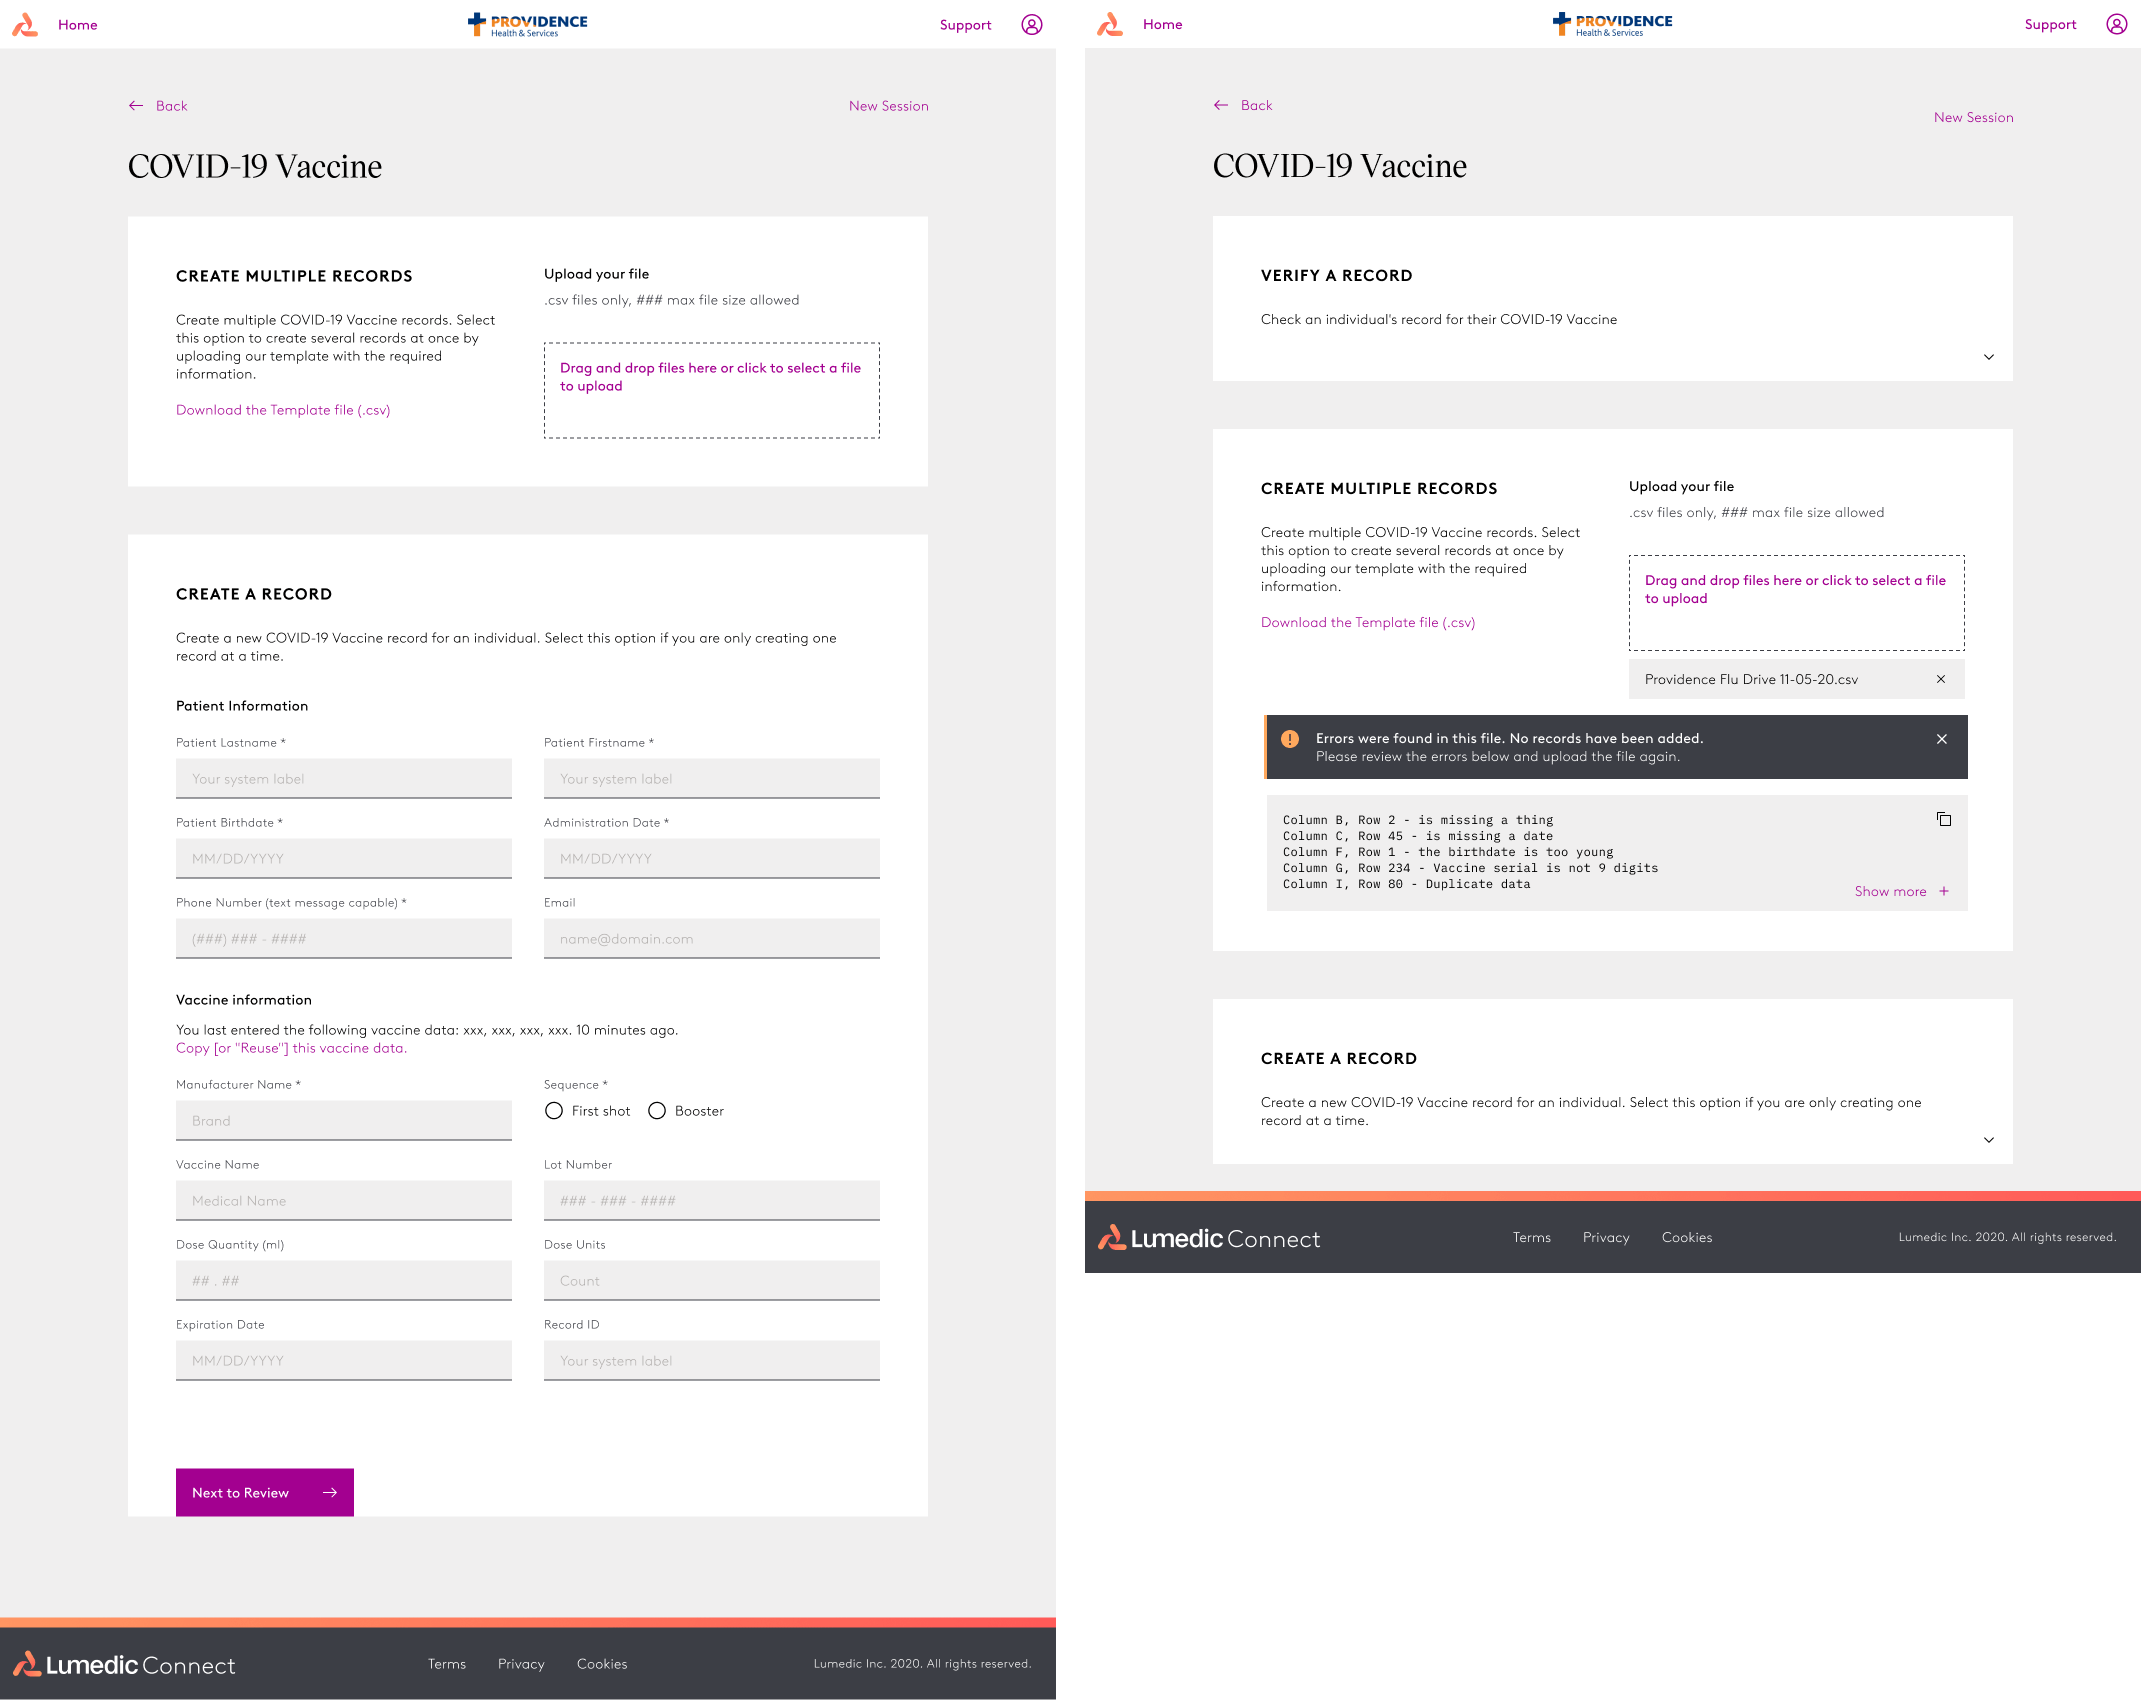 Home
PROVIDENCE
Health & Services
Support
Back
New Session
COVID-19 Vaccine
CREATE MULTIPLE RECORDS
Create multiple COVID-19 Vaccine records. Select
this option to create several records at once by
uploading our template with the required
information.
Download the Template file (.csv)
Upload your file
.csv files only, ### max file size allowed
Drag and drop files here or click to select a file
to upload
CREATE A RECORD
Create a new COVID-19 Vaccine record for an individual. Select this option if you are only creating one
record at a time.
Patient Information
Patient Lastname *
Your system label
Patient Firstname *
Your system label
Patient Birthdate *
MM/DD/YYYY
Administration Date *
MM/DD/YYYY
Phone Number (text message capable) *
(###) ### - ####
Email
name@domain.com
Vaccine information
You last entered the following vaccine data: xxx, xxx, xxx, xxx. 10 minutes ago.
Copy [or "Reuse"] this vaccine data.
Manufacturer Name *
Brand
Sequence *
First shot
Booster
Vaccine Name
Medical Name
Lot Number
### - ### - ####
Dose Quantity (ml)
## . ##
Dose Units
Count
Expiration Date
MM/DD/YYYY
Record ID
Your system label
Next to Review
Lumedic Connect
Terms
Privacy
Cookies
Lumedic Inc. 2020. All rights reserved.
Home
PROVIDENCE
Health & Services
Support
Back
New Session
COVID-19 Vaccine
VERIFY A RECORD
Check an individual's record for their COVID-19 Vaccine
CREATE MULTIPLE RECORDS
Create multiple COVID-19 Vaccine records. Select
this option to create several records at once by
uploading our template with the required
information.
Download the Template file (.csv)
Upload your file
.csv files only, ### max file size allowed
Drag and drop files here or click to select a file
to upload
Providence Flu Drive 11-05-20.csv
Errors were found in this file. No records have been added.
Please review the errors below and upload the file again.
Column B, Row 2 - is missing a thing
Column C, Row 45 - is missing a date
Column F, Row 1 - the birthdate is too young
Column G, Row 234 - Vaccine serial is not 9 digits
Column I, Row 80 - Duplicate data
Show more +
CREATE A RECORD
Create a new COVID-19 Vaccine record for an individual. Select this option if you are only creating one
record at a time.
Lumedic Connect
Terms
Privacy
Cookies
Lumedic Inc. 2020. All rights reserved.